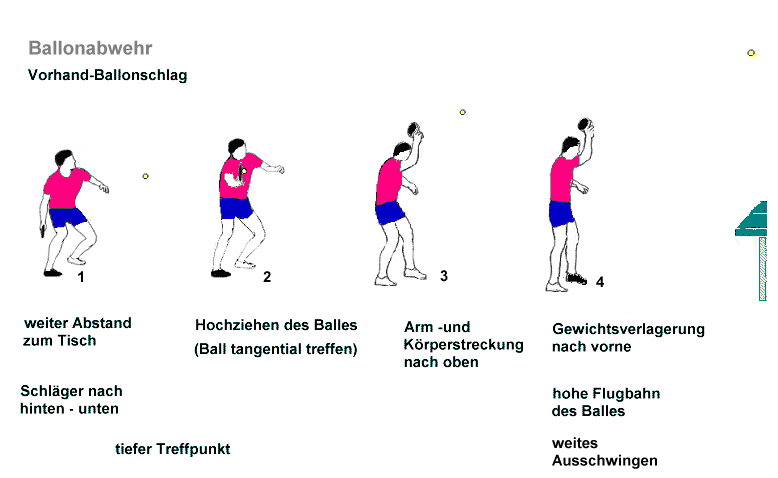 Ballonabwehr
Vorhand-Ballonschlag
1
2
3
4
weiter Abstand
zum Tisch
Schläger nach
hinten - unten
tiefer Treffpunkt
Hochziehen des Balles
(Ball tangential treffen)
Arm -und
Körperstreckung
nach oben
Gewichtsverlagerung
nach vorne
hohe Flugbahn
des Balles
weites
Ausschwingen